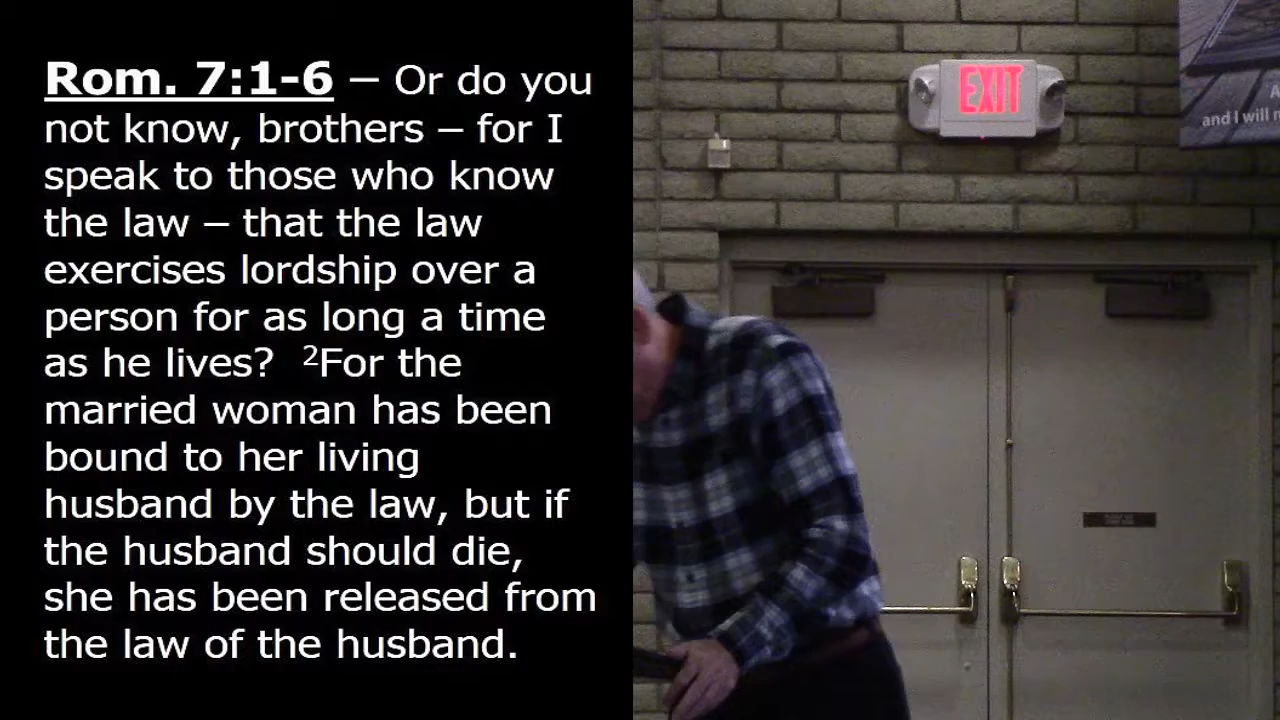 Rom. 7:1-6 – Or do you
not know, brothers – for I
speak to those who know
the law – that the law
exercises lordship over a
person for as long a time
as he lives?  ²For the
married woman has been
bound to her living
husband by the law, but if
the husband should die,
she has been released from
the law of the husband.
EXIT
A
and I will